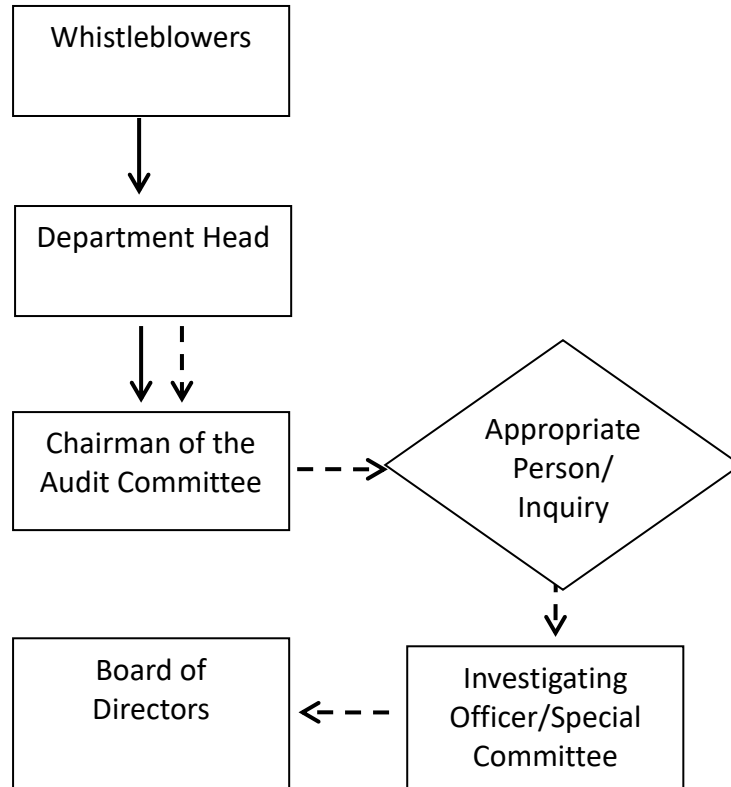 Whistleblowers
Department Head
Chairman of the
Audit Committee
Appropriate
Person/
Inquiry
Board of
Directors
Investigating
Officer/Special
Committee